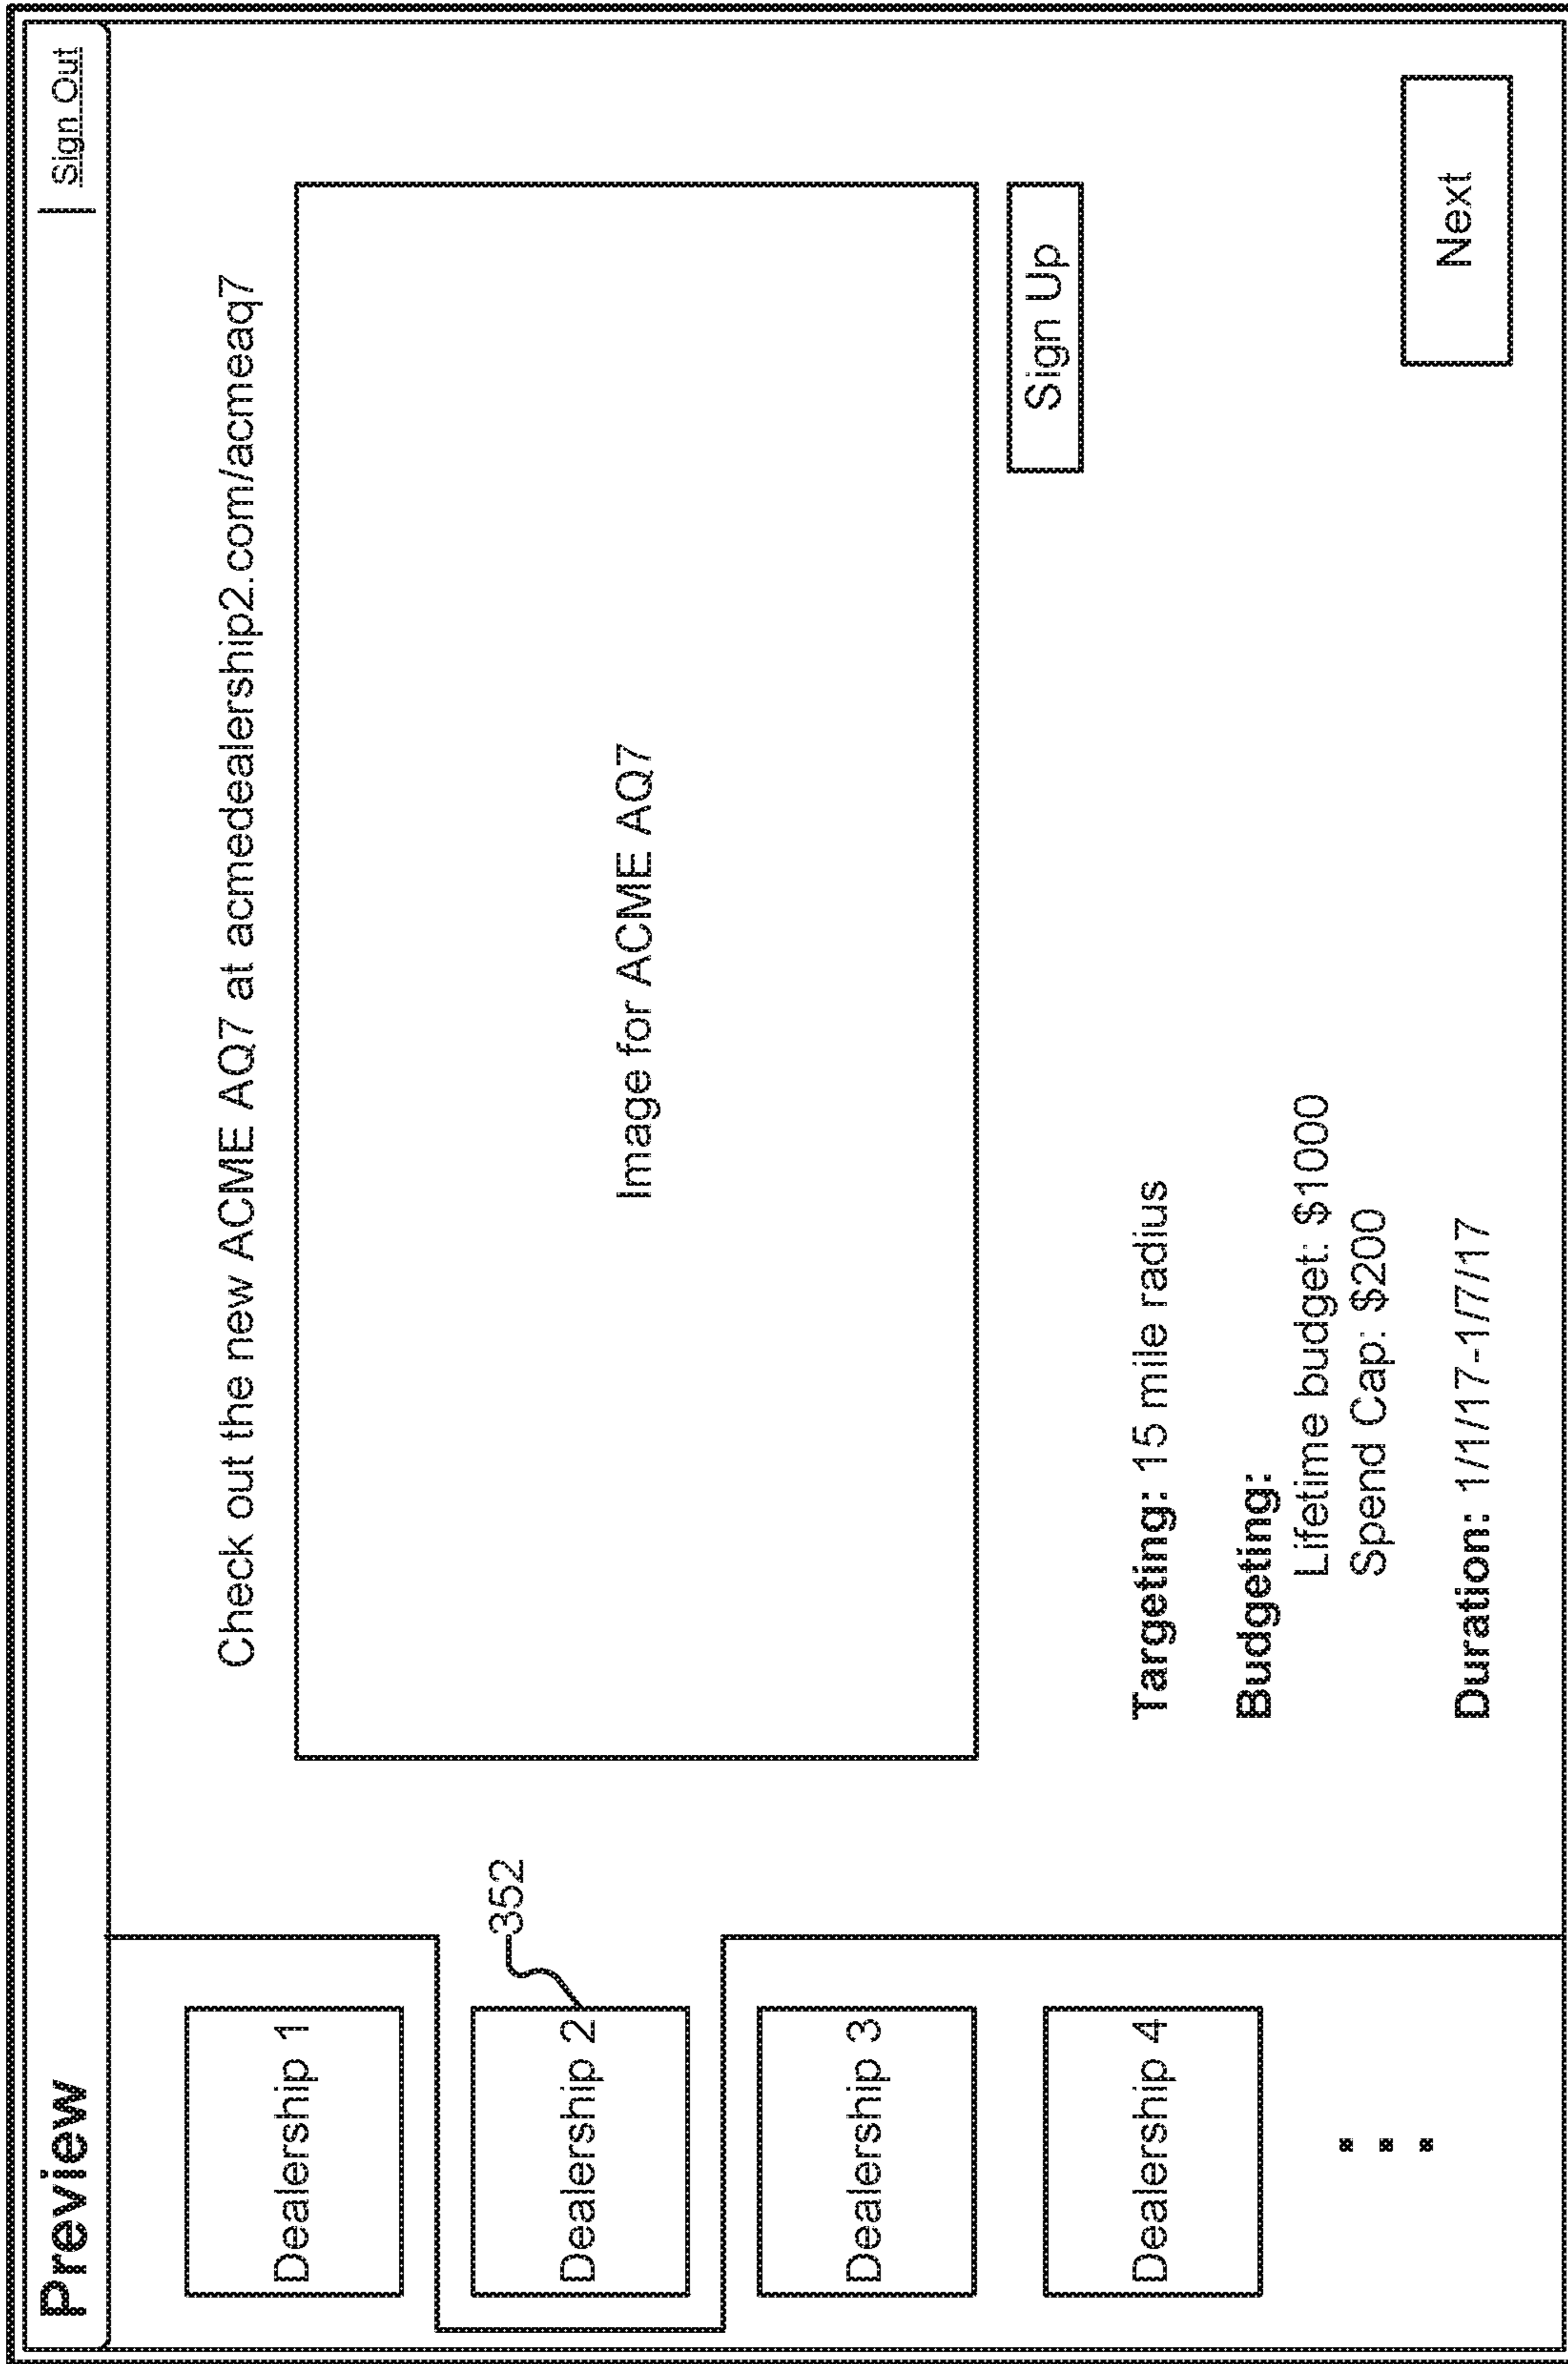 Preview
Sign Out
Dealership 1
Dealership 2
352
Dealership 3
Dealership 4
Check out the new ACME AQ7 at acmedealership2.com/acmeaq7
Image for ACME AQ7
Sign Up
Targeting: 15 mile radius
Budgeting:
Lifetime budget: $1000
Spend Cap: $200
Duration: 1/1/17-1/7/17
Next